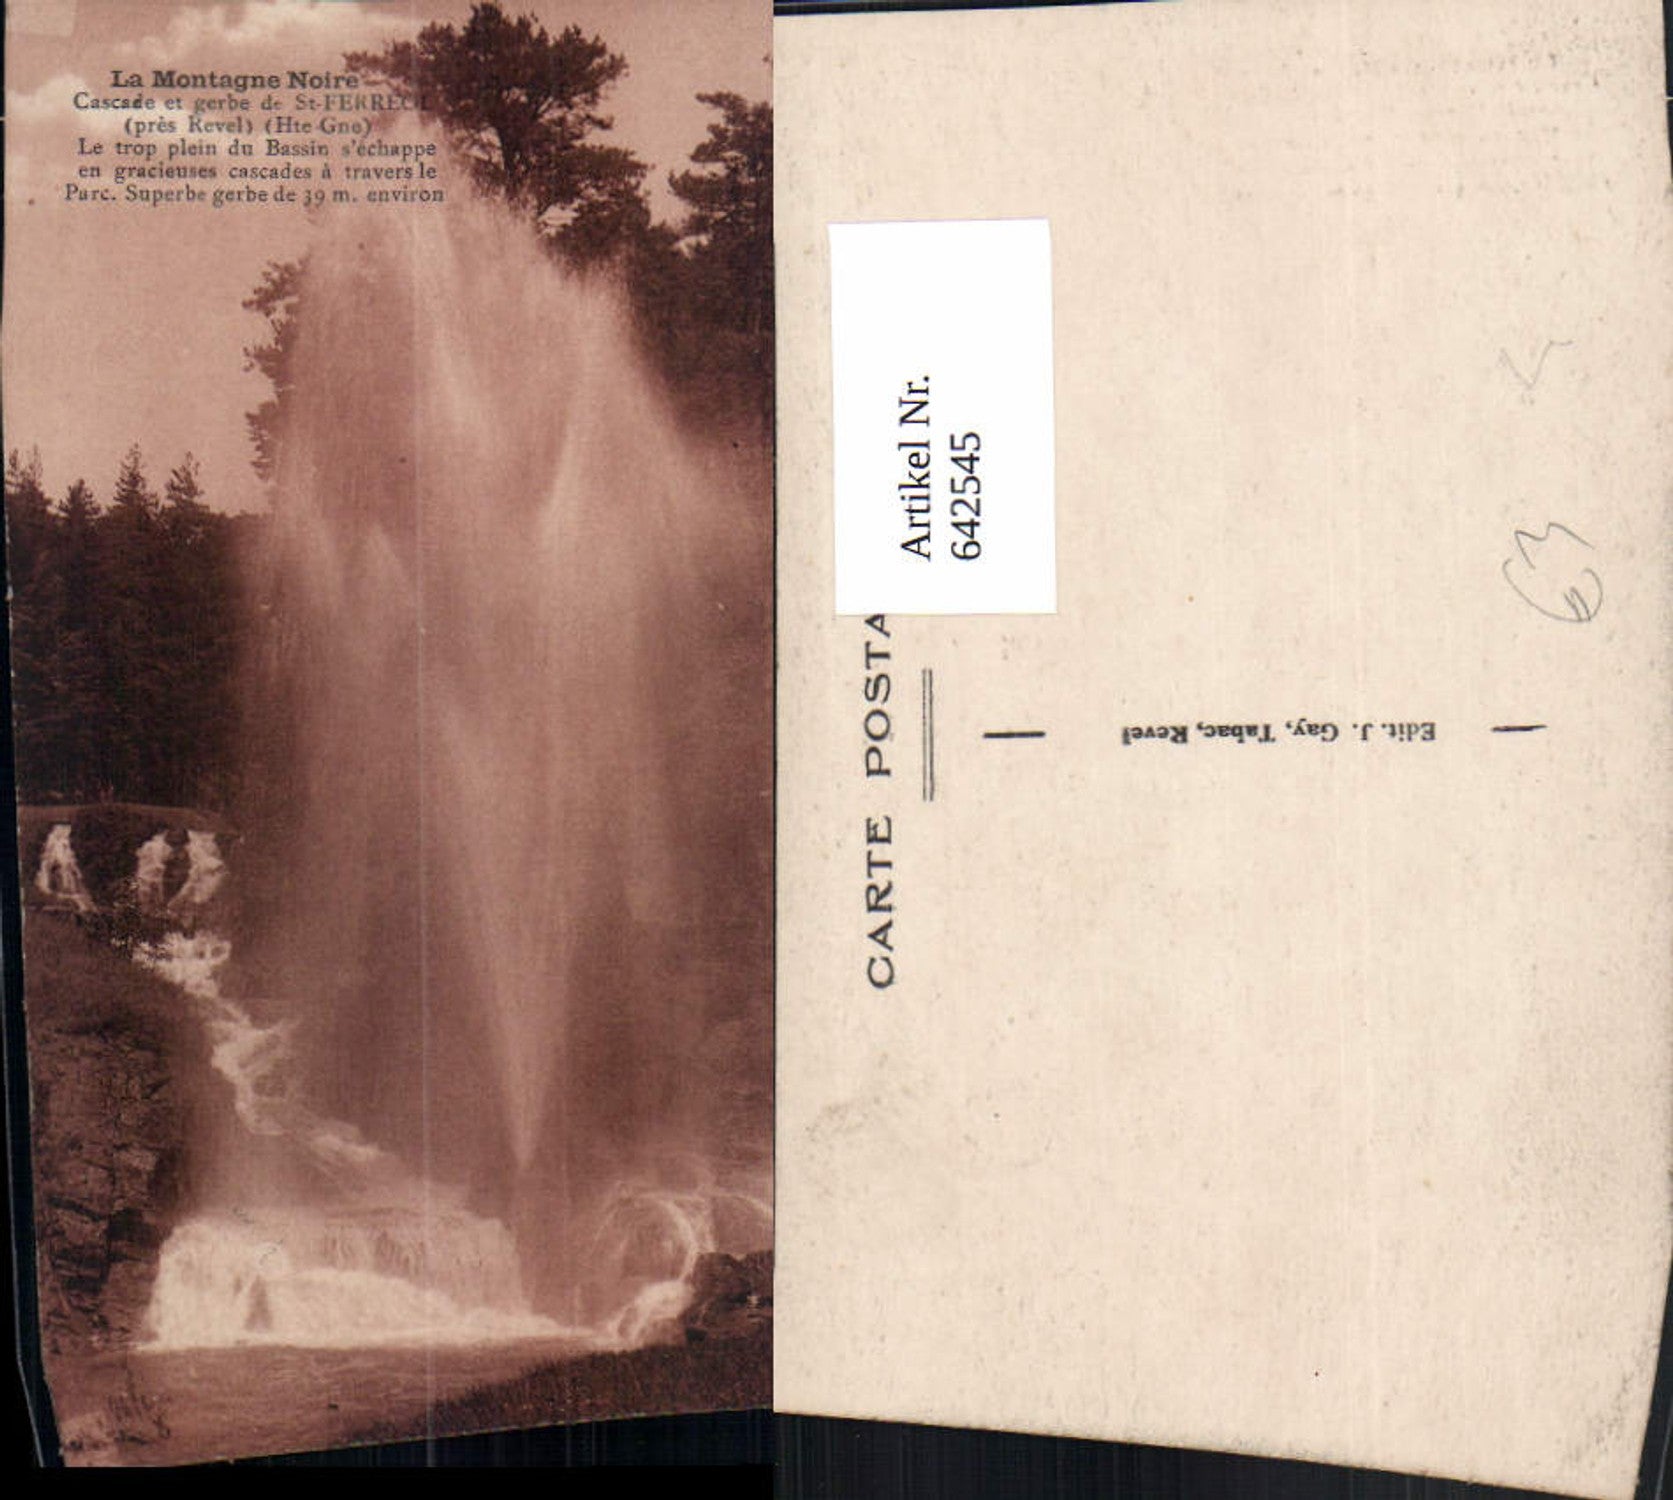 La Montagne Noire
Cascade et gerbe de St-FERREOL
(près Revel) (Hte Gne)
Le trop plein du Bassin s'échappe
en gracieuses cascades à travers le
Parc. Superbe gerbe de 39 m. environ
Artikel Nr.
642545
CARTE POSTA
Edit. J. Gay, Tabac, Revel
63